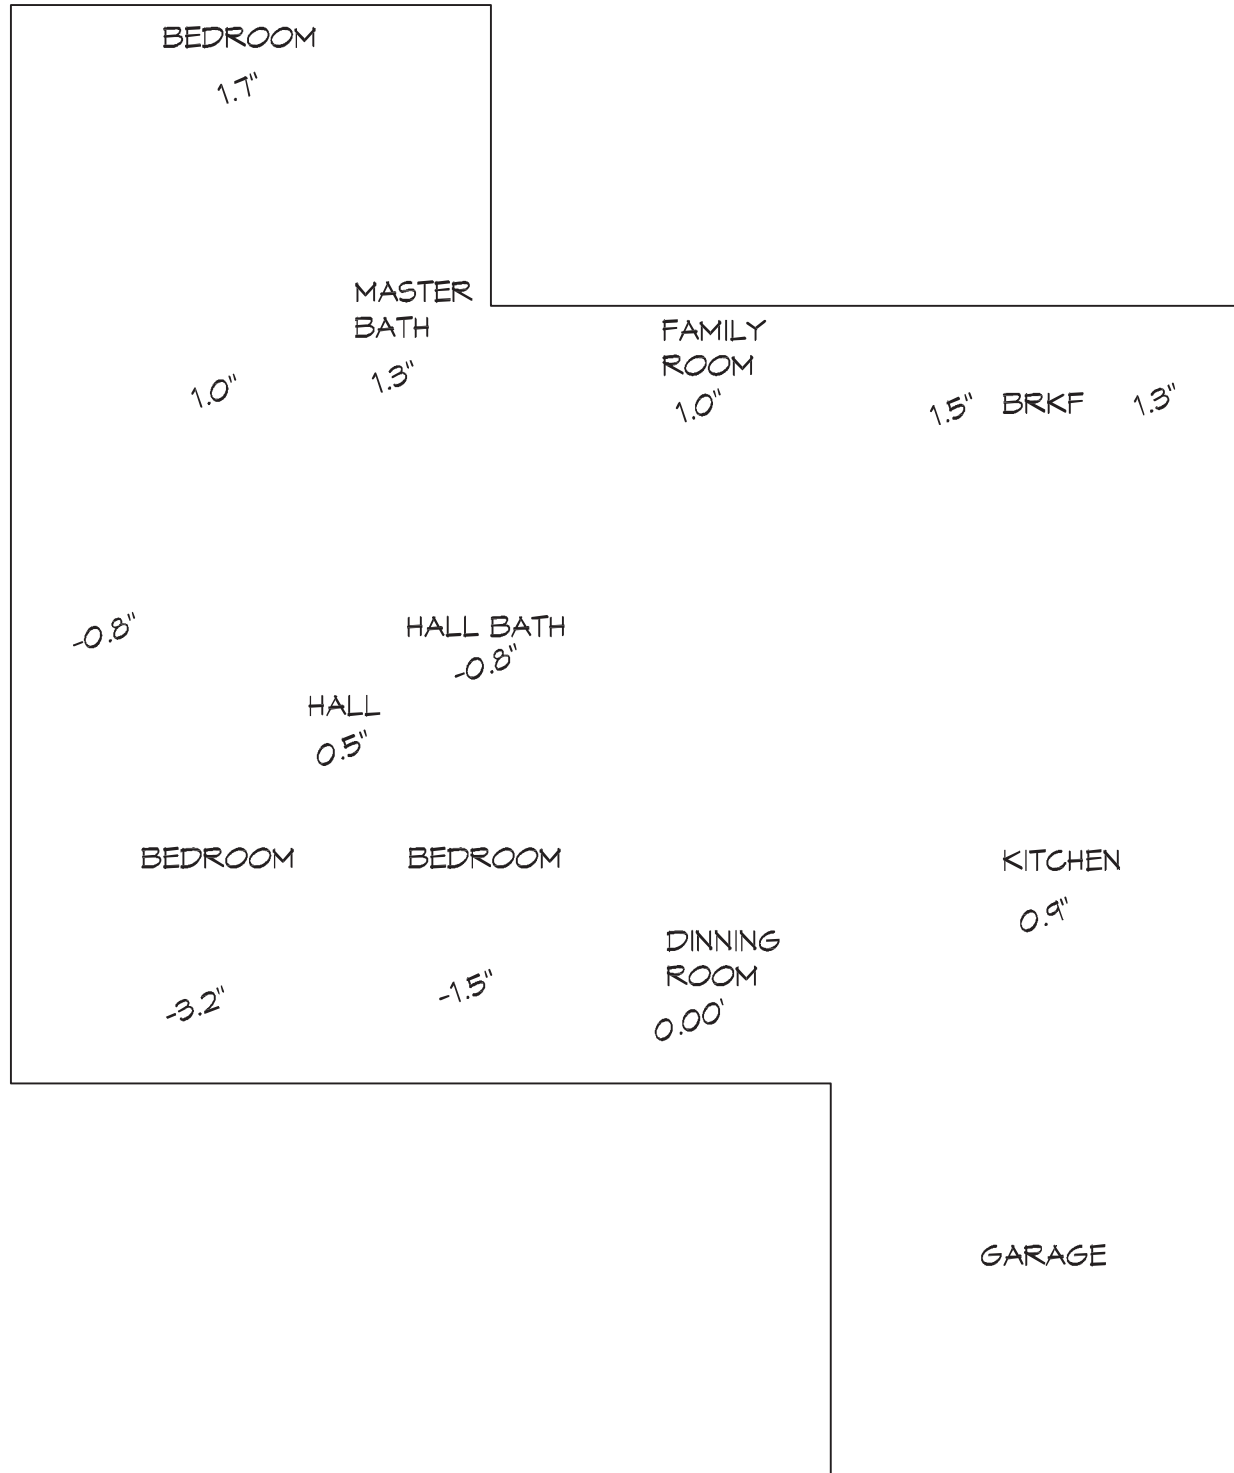 BEDROOM
1.7"
MASTER
BATH
1.3"
1.0"
FAMILY
ROOM
1.0"
1.5"
BRKF
1.3"
-0.8"
HALL BATH
-0.8"
HALL
0.5"
BEDROOM
-3.2"
BEDROOM
-1.5"
DINNING
ROOM
0.00'
KITCHEN
0.9"
GARAGE